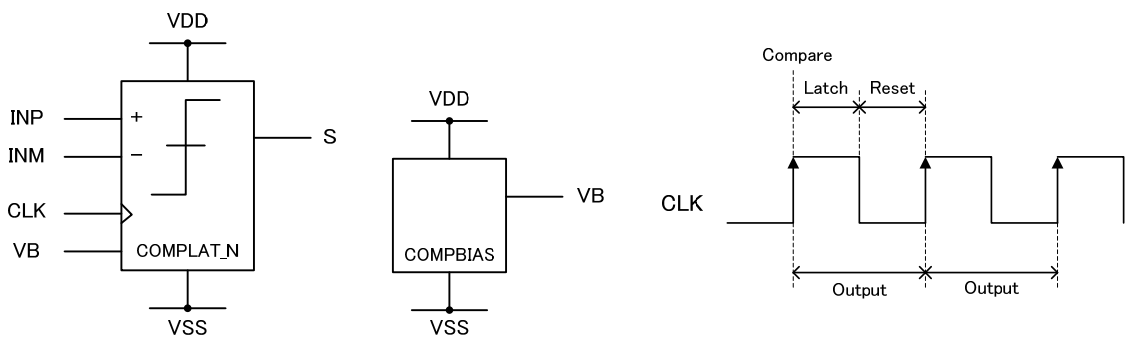 VDD
INP
+
INM
−
CLK
VB
COMPLAT_N
S
VSS
VDD
VB
COMPBIAS
VSS
Compare
Latch
Reset
CLK
Output
Output